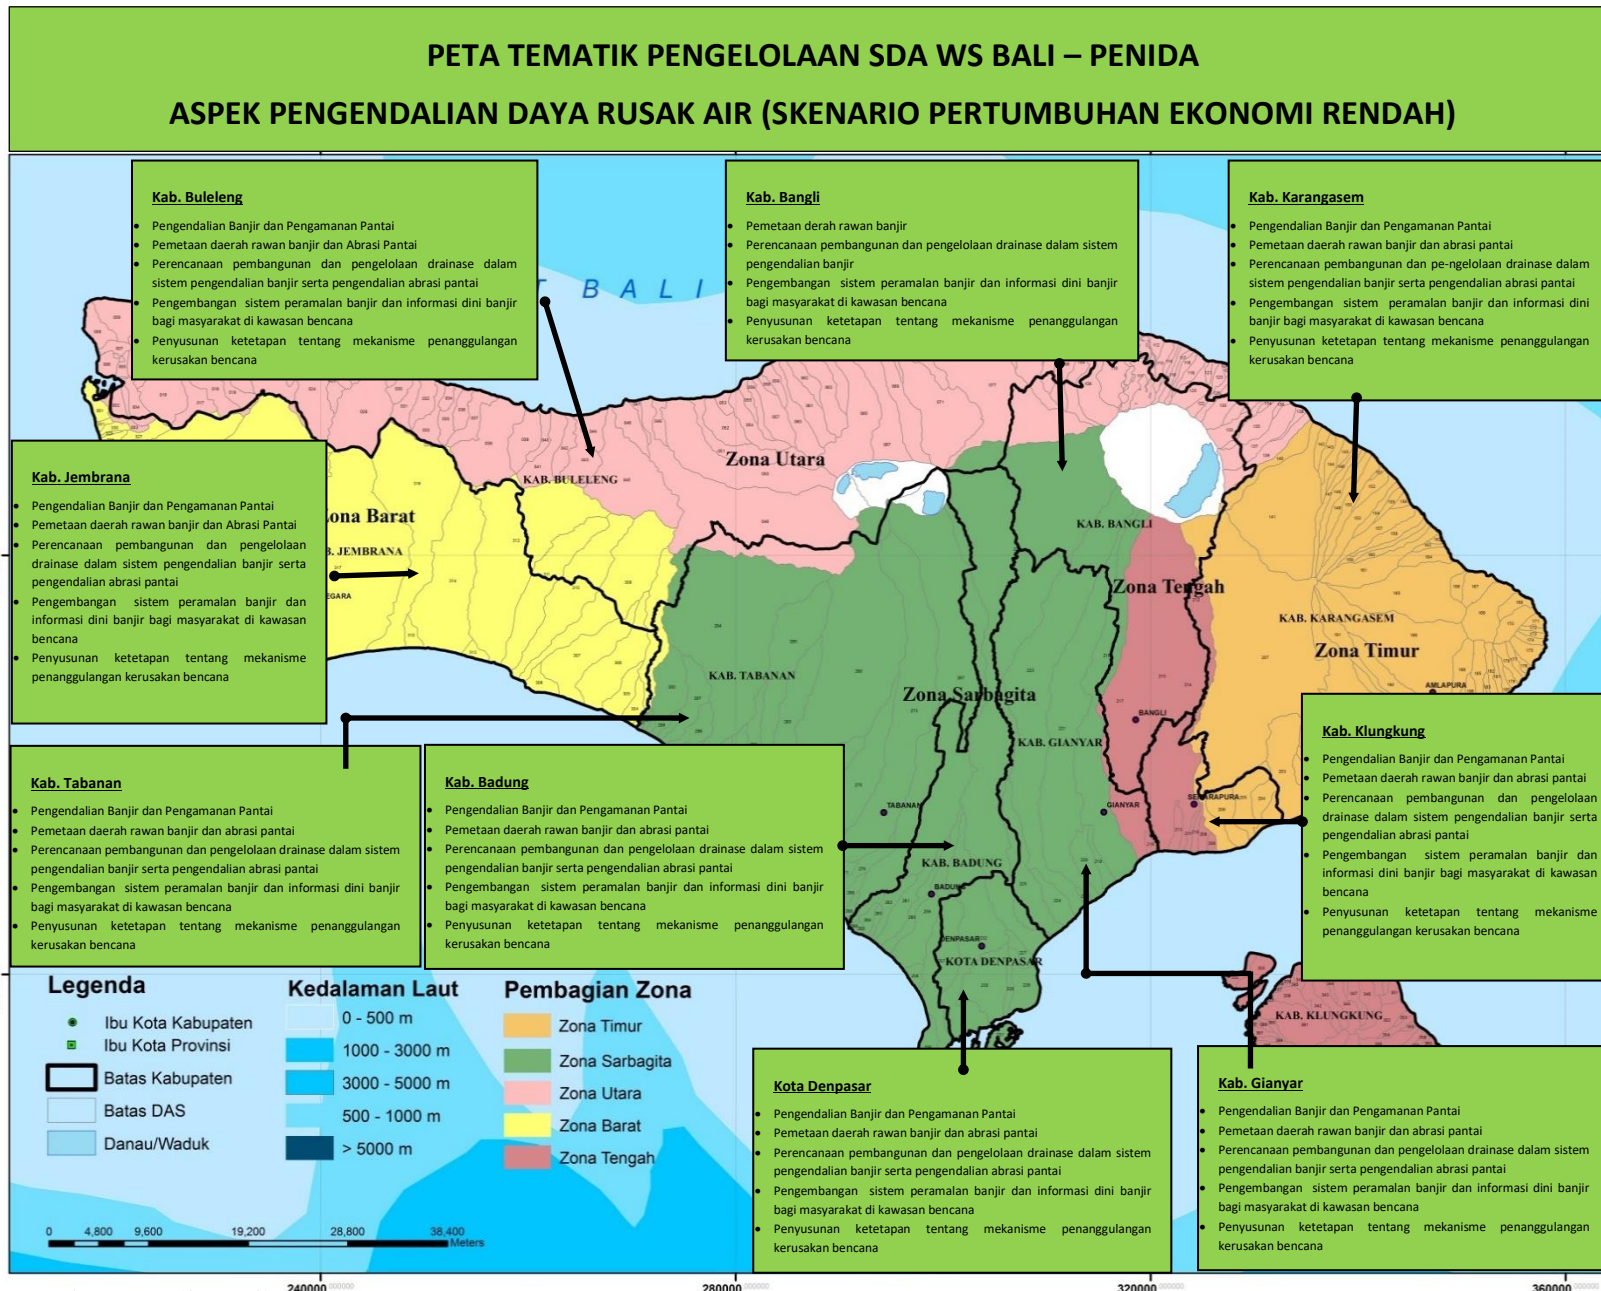 PETA TEMATIK PENGELOLAAN SDA WS BALI – PENIDA
ASPEK PENGENDALIAN DAYA RUSAK AIR (SKENARIO PERTUMBUHAN EKONOMI RENDAH)
Kab. Buleleng
• Pengendalian Banjir dan Pengamanan Pantai
• Pemetaan daerah rawan banjir dan Abrasi Pantai
• Perencanaan pembangunan dan pengelolaan drainase dalam
sistem pengendalian banjir serta pengendalian abrasi pantai
• Pengembangan sistem peramalan banjir dan informasi dini banjir
bagi masyarakat di kawasan bencana
• Penyusunan ketetapan tentang mekanisme penanggulangan
kerusakan bencana
Kab. Bangli
• Pemetaan derah rawan banjir
• Perencanaan pembangunan dan pengelolaan drainase dalam sistem
pengendalian banjir
• Pengembangan sistem peramalan banjir dan informasi dini banjir
bagi masyarakat di kawasan bencana
• Penyusunan ketetapan tentang mekanisme penanggulangan
kerusakan bencana
Kab. Karangasem
• Pengendalian Banjir dan Pengamanan Pantai
• Pemetaan daerah rawan banjir dan abrasi pantai
• Perencanaan pembangunan dan pe-ngelolaan drainase dalam
sistem pengendalian banjir serta pengendalian abrasi pantai
• Pengembangan sistem peramalan banjir dan informasi dini
banjir bagi masyarakat di kawasan bencana
• Penyusunan ketetapan tentang mekanisme penanggulangan
kerusakan bencana
T BALI
Zona Utara
KAB. BULELENG
Kab. Jembrana
• Pengendalian Banjir dan Pengamanan Pantai
• Pemetaan daerah rawan banjir dan Abrasi Pantai
• Perencanaan pembangunan dan pengelolaan
drainase dalam sistem pengendalian banjir serta
pengendalian abrasi pantai
• Pengembangan sistem peramalan banjir dan
informasi dini banjir bagi masyarakat di kawasan
bencana
• Penyusunan ketetapan tentang mekanisme
penanggulangan kerusakan bencana
Zona Barat
B. JEMBRANA
EGARA
KAB. BANGLI
Zona Tengah
KAB. KARANGASEM
Zona Timur
AMLAPURA
KAB. TABANAN
Zona Sarbagita
BANGLI
KAB. GIANYAR
TABANAN
GIANYAR
SEMARAPURA
KAB. BADUNG
BADUNG
DENPASAR
KOTA DENPASAR
KAB. KLUNGKUNG
Kab. Klungkung
• Pengendalian Banjir dan Pengamanan Pantai
• Pemetaan daerah rawan banjir dan abrasi pantai
• Perencanaan pembangunan dan pengelolaan
drainase dalam sistem pengendalian banjir serta
pengendalian abrasi pantai
• Pengembangan sistem peramalan banjir dan
informasi dini banjir bagi masyarakat di kawasan
bencana
• Penyusunan ketetapan tentang mekanisme
penanggulangan kerusakan bencana
Kab. Tabanan
• Pengendalian Banjir dan Pengamanan Pantai
• Pemetaan daerah rawan banjir dan abrasi pantai
• Perencanaan pembangunan dan pengelolaan drainase dalam sistem
pengendalian banjir serta pengendalian abrasi pantai
• Pengembangan sistem peramalan banjir dan informasi dini banjir
bagi masyarakat di kawasan bencana
• Penyusunan ketetapan tentang mekanisme penanggulangan
kerusakan bencana
Kab. Badung
• Pengendalian Banjir dan Pengamanan Pantai
• Pemetaan daerah rawan banjir dan abrasi pantai
• Perencanaan pembangunan dan pengelolaan drainase dalam sistem
pengendalian banjir serta pengendalian abrasi pantai
• Pengembangan sistem peramalan banjir dan informasi dini banjir
bagi masyarakat di kawasan bencana
• Penyusunan ketetapan tentang mekanisme penanggulangan
kerusakan bencana
Legenda
Ibu Kota Kabupaten
Ibu Kota Provinsi
Batas Kabupaten
Batas DAS
Danau/Waduk
Kedalaman Laut
0 - 500 m
1000 - 3000 m
3000 - 5000 m
500 - 1000 m
> 5000 m
Pembagian Zona
Zona Timur
Zona Sarbagita
Zona Utara
Zona Barat
Zona Tengah
Kota Denpasar
• Pengendalian Banjir dan Pengamanan Pantai
• Pemetaan daerah rawan banjir dan abrasi pantai
• Perencanaan pembangunan dan pengelolaan drainase dalam sistem
pengendalian banjir serta pengendalian abrasi pantai
• Pengembangan sistem peramalan banjir dan informasi dini banjir
bagi masyarakat di kawasan bencana
• Penyusunan ketetapan tentang mekanisme penanggulangan
kerusakan bencana
Kab. Gianyar
• Pengendalian Banjir dan Pengamanan Pantai
• Pemetaan daerah rawan banjir dan abrasi pantai
• Perencanaan pembangunan dan pengelolaan drainase dalam sistem
pengendalian banjir serta pengendalian abrasi pantai
• Pengembangan sistem peramalan banjir dan informasi dini banjir
bagi masyarakat di kawasan bencana
• Penyusunan ketetapan tentang mekanisme penanggulangan
kerusakan bencana
0 4,800 9,600 19,200 28,800 38,400
Meters
240000 280000 320000 360000